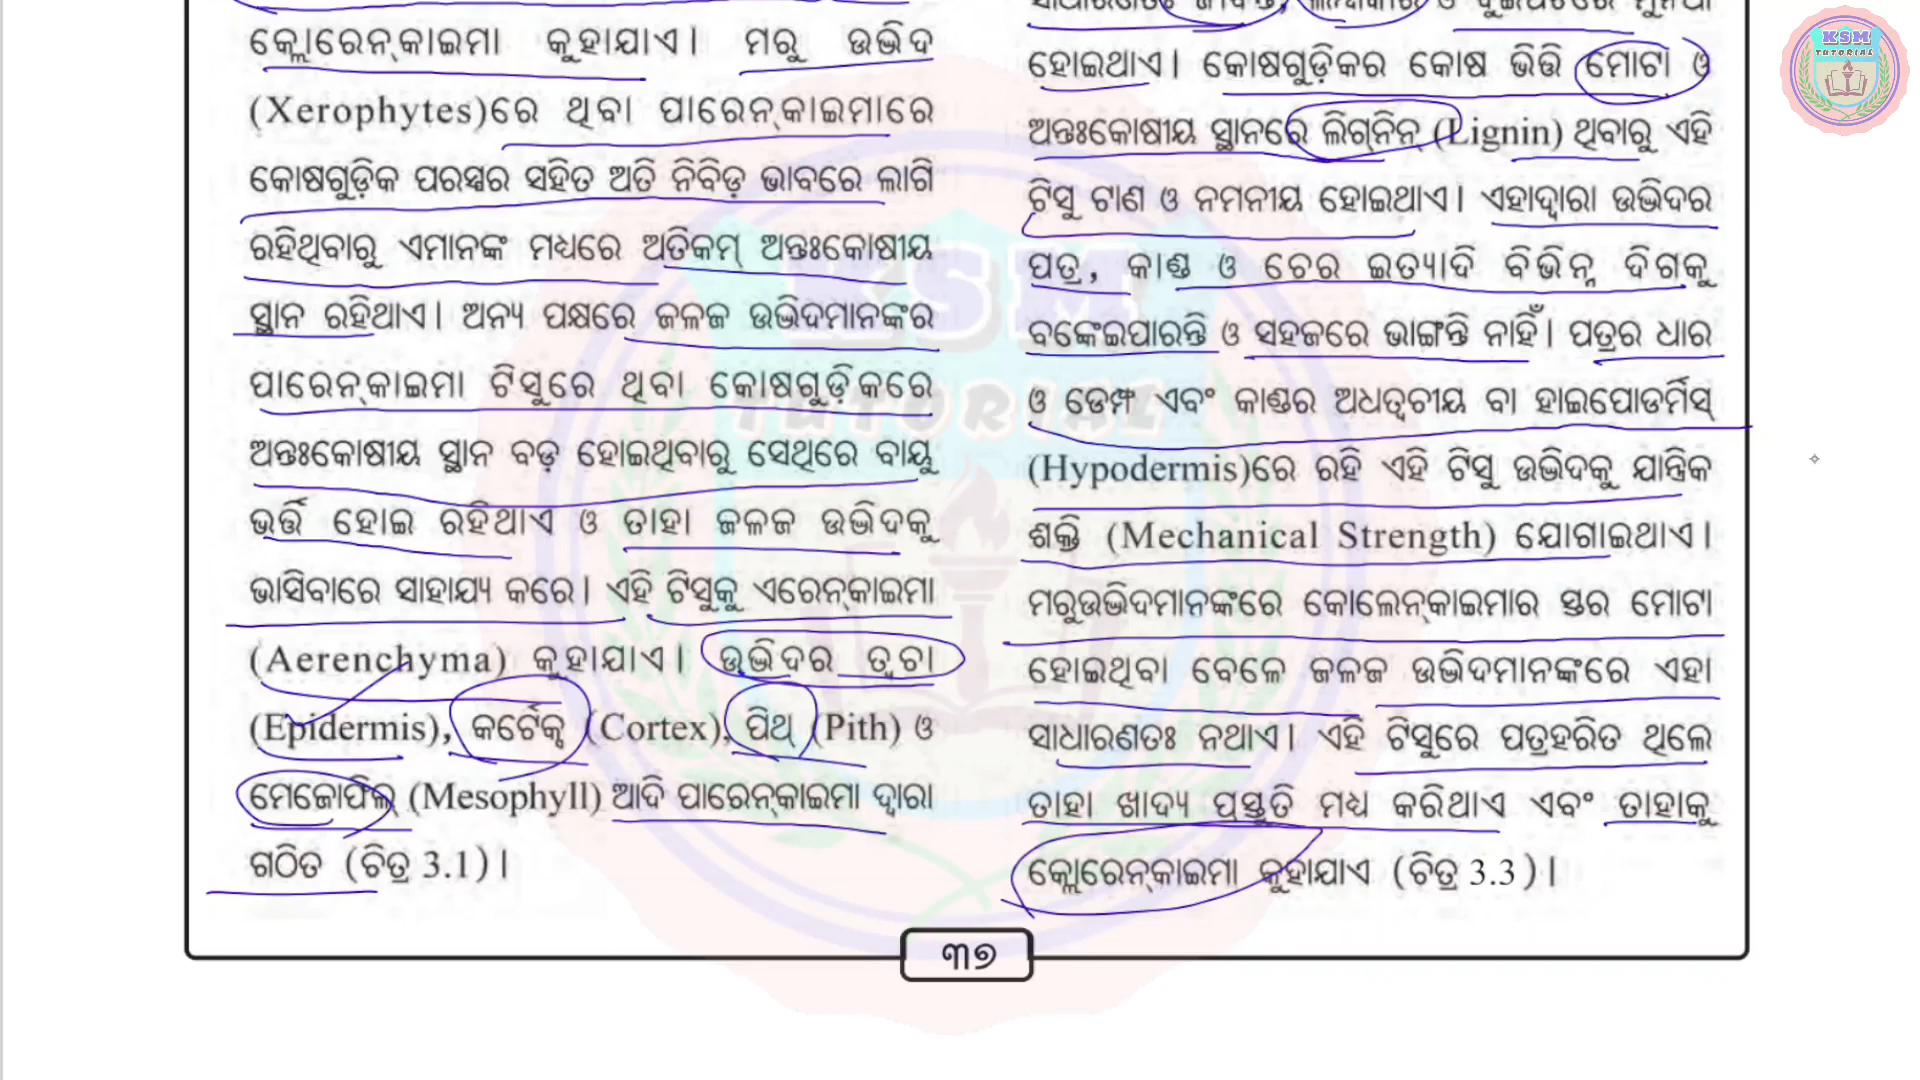 କ୍ଲୋରେନ୍‌କାଇମା କୁହାଯାଏ। ମରୁ ଉଦ୍ଭିଦ
(Xerophytes)ରେ ଥିବା ପାରେନ୍‌କାଇମାରେ
କୋଷଗୁଡ଼ିକ ପରସ୍ପର ସହିତ ଅତି ନିବିଡ଼ ଭାବରେ ଲାଗି
ରହିଥିବାରୁ ଏମାନଙ୍କ ମଧ୍ୟରେ ଅତିକମ୍ ଅନ୍ତଃକୋଷୀୟ
ସ୍ଥାନ ରହିଥାଏ। ଅନ୍ୟ ପକ୍ଷରେ ଜଳଜ ଉଦ୍ଭିଦମାନଙ୍କର
ପାରେନ୍‌କାଇମା ଟିସୁରେ ଥିବା କୋଷଗୁଡ଼ିକରେ
ଅନ୍ତଃକୋଷୀୟ ସ୍ଥାନ ବଡ଼ ହୋଇଥିବାରୁ ସେଥିରେ ବାୟୁ
ଭର୍ତ୍ତି ହୋଇ ରହିଥାଏ ଓ ତାହା ଜଳଜ ଉଦ୍ଭିଦକୁ
ଭାସିବାରେ ସାହାଯ୍ୟ କରେ। ଏହି ଟିସୁକୁ ଏରେନ୍‌କାଇମା
(Aerenchyma) କୁହାଯାଏ। ଉଦ୍ଭିଦର ତ୍ୱଚା
(Epidermis), କର୍ଟେକ୍ସ (Cortex), ପିଥ୍ (Pith) ଓ
ମେଜୋଫିଲ୍ (Mesophyll) ଆଦି ପାରେନ୍‌କାଇମା ଦ୍ୱାରା
ଗଠିତ (ଚିତ୍ର 3.1)।
ହୋଇଥାଏ। କୋଷଗୁଡ଼ିକର କୋଷ ଭିତ୍ତି ମୋଟା ଓ
ଅନ୍ତଃକୋଷୀୟ ସ୍ଥାନରେ ଲିଗ୍‌ନିନ୍ (Lignin) ଥିବାରୁ ଏହି
ଟିସୁ ଟାଣ ଓ ନମନୀୟ ହୋଇଥାଏ। ଏହାଦ୍ୱାରା ଉଦ୍ଭିଦର
ପତ୍ର, କାଣ୍ଡ ଓ ଚେର ଇତ୍ୟାଦି ବିଭିନ୍ନ ଦିଗକୁ
ବଙ୍କେଇପାରନ୍ତି ଓ ସହଜରେ ଭାଙ୍ଗନ୍ତି ନାହିଁ। ପତ୍ରର ଧାର
ଓ ଡେମ୍ଫ ଏବଂ କାଣ୍ଡର ଅଧଃତ୍ୱଚୀୟ ବା ହାଇପୋଡର୍ମିସ୍
(Hypodermis)ରେ ରହି ଏହି ଟିସୁ ଉଦ୍ଭିଦକୁ ଯାନ୍ତ୍ରିକ
ଶକ୍ତି (Mechanical Strength) ଯୋଗାଇଥାଏ।
ମରୁଉଦ୍ଭିଦମାନଙ୍କରେ କୋଲେନ୍‌କାଇମାର ସ୍ତର ମୋଟା
ହୋଇଥିବା ବେଳେ ଜଳଜ ଉଦ୍ଭିଦମାନଙ୍କରେ ଏହା
ସାଧାରଣତଃ ନଥାଏ। ଏହି ଟିସୁରେ ପତ୍ରହରିତ ଥିଲେ
ତାହା ଖାଦ୍ୟ ପ୍ରସ୍ତୁତି ମଧ୍ୟ କରିଥାଏ ଏବଂ ତାହାକୁ
କ୍ଲୋରେନ୍‌କାଇମା କୁହାଯାଏ (ଚିତ୍ର 3.3)।
୩୭
KSM
TUTORIAL
KSM
TUTORIAL